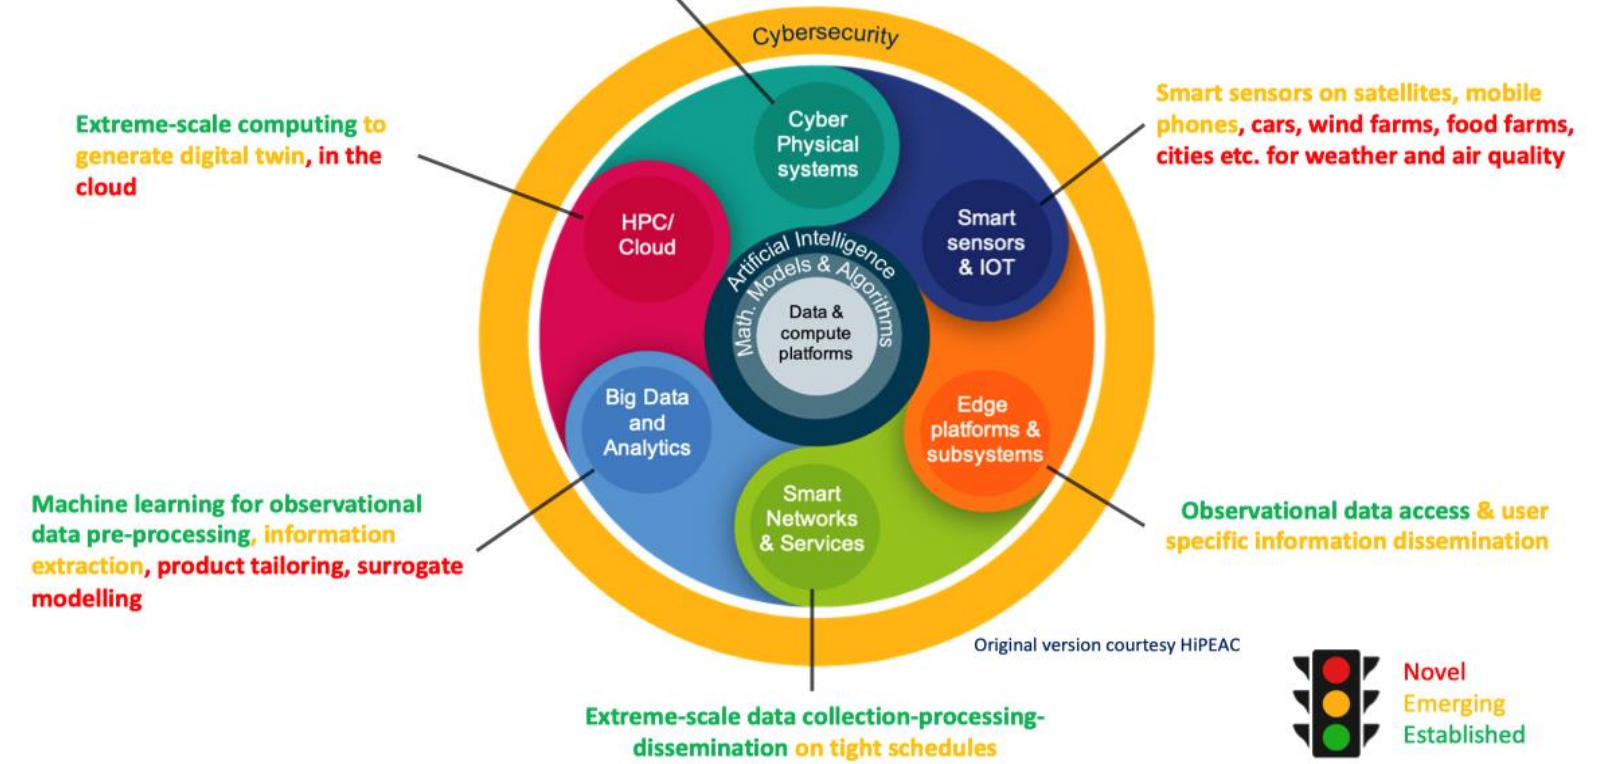 Cybersecurity
Extreme-scale computing to
generate digital twin, in the
cloud
Smart sensors on satellites, mobile
phones, cars, wind farms, food farms,
cities etc. for weather and air quality
Cyber
Physical
systems
HPC/
Cloud
Smart
sensors
& IOT
Artificial Intelligence
Math. Models & Algorithms
Data &
compute
platforms
Big Data
and
Analytics
Edge
platforms &
subsystems
Smart
Networks
& Services
Machine learning for observational
data pre-processing, information
extraction, product tailoring, surrogate
modelling
Observational data access & user
specific information dissemination
Original version courtesy HiPEAC
Extreme-scale data collection-processing-
dissemination on tight schedules
Novel
Emerging
Established